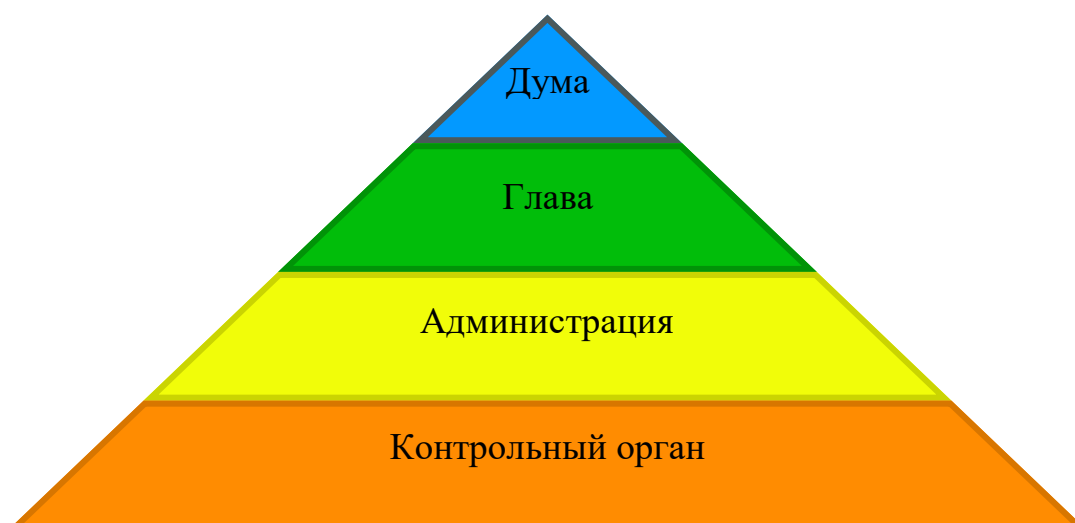 Дума
Глава
Администрация
Контрольный орган